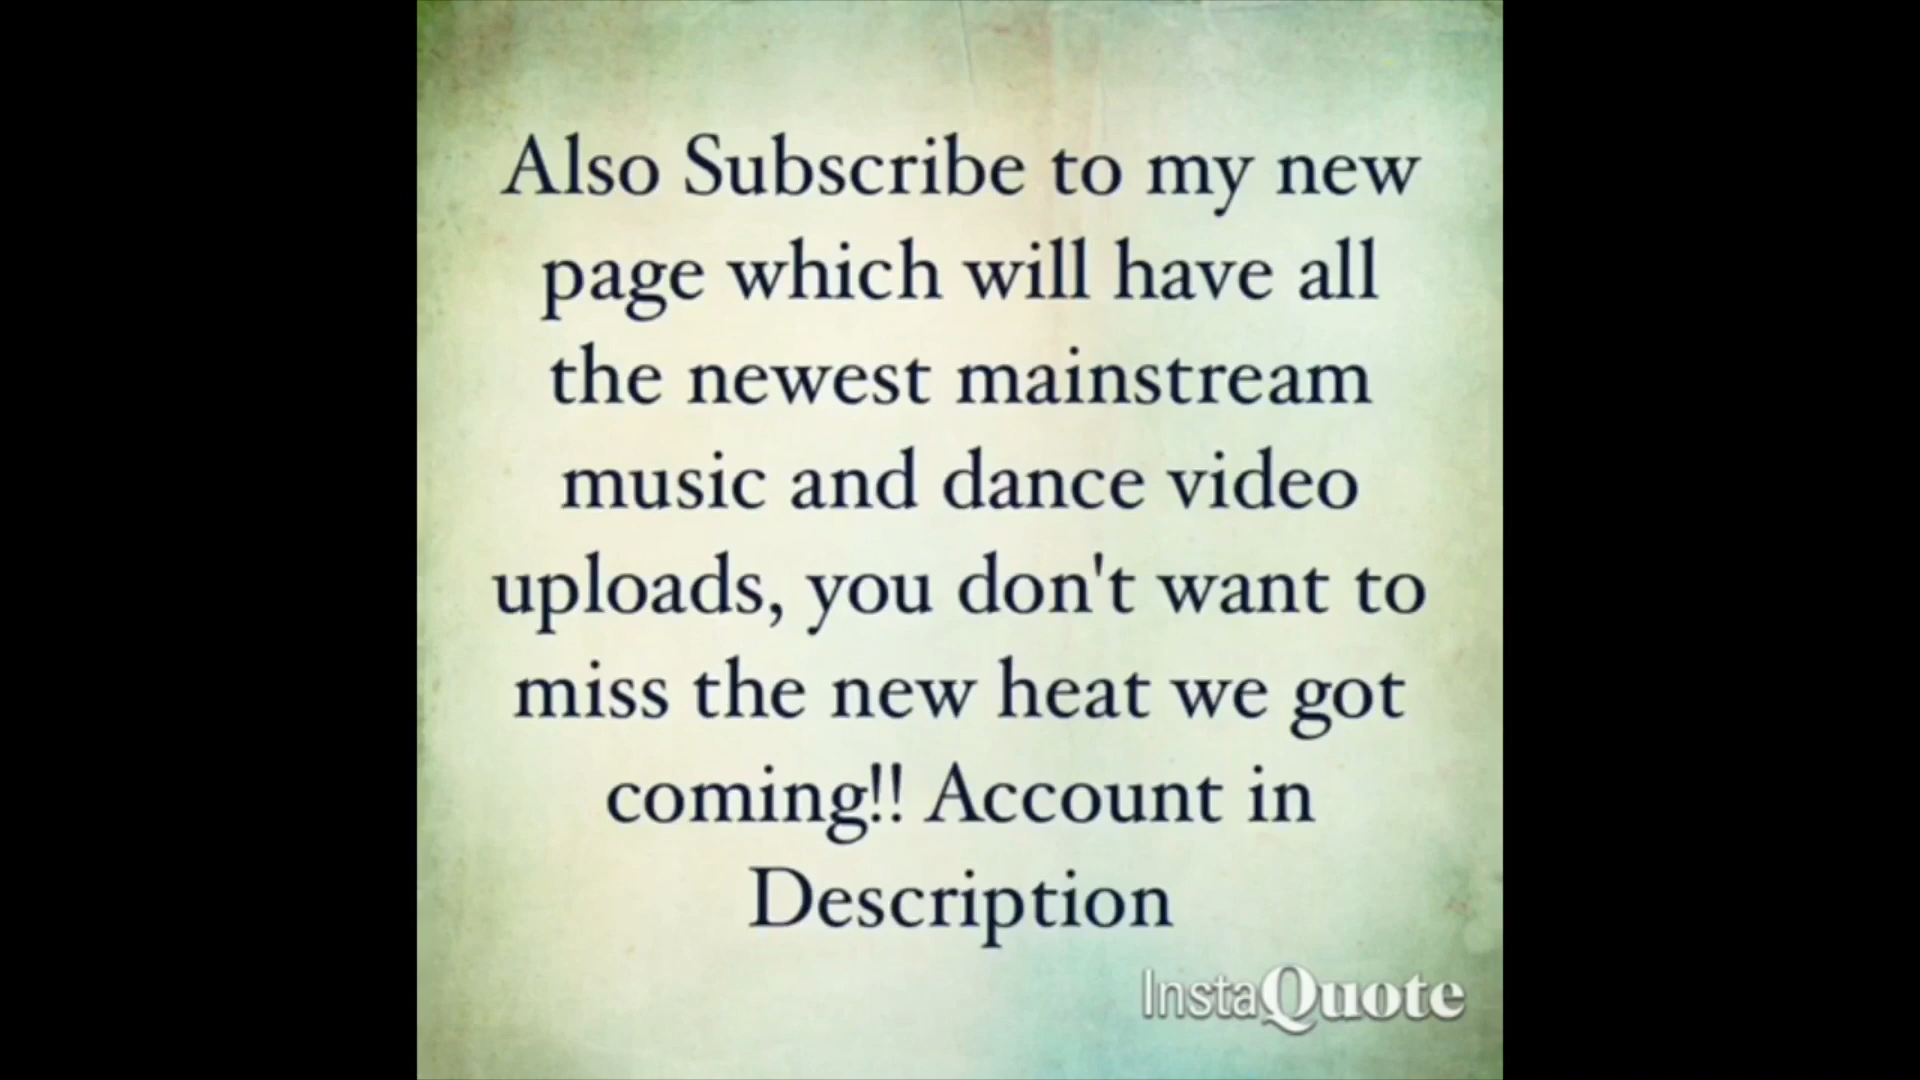 Also Subscribe to my new
page which will have all
the newest mainstream
music and dance video
uploads, you don't want to
miss the new heat we got
coming!! Account in
Description
InstaQuote